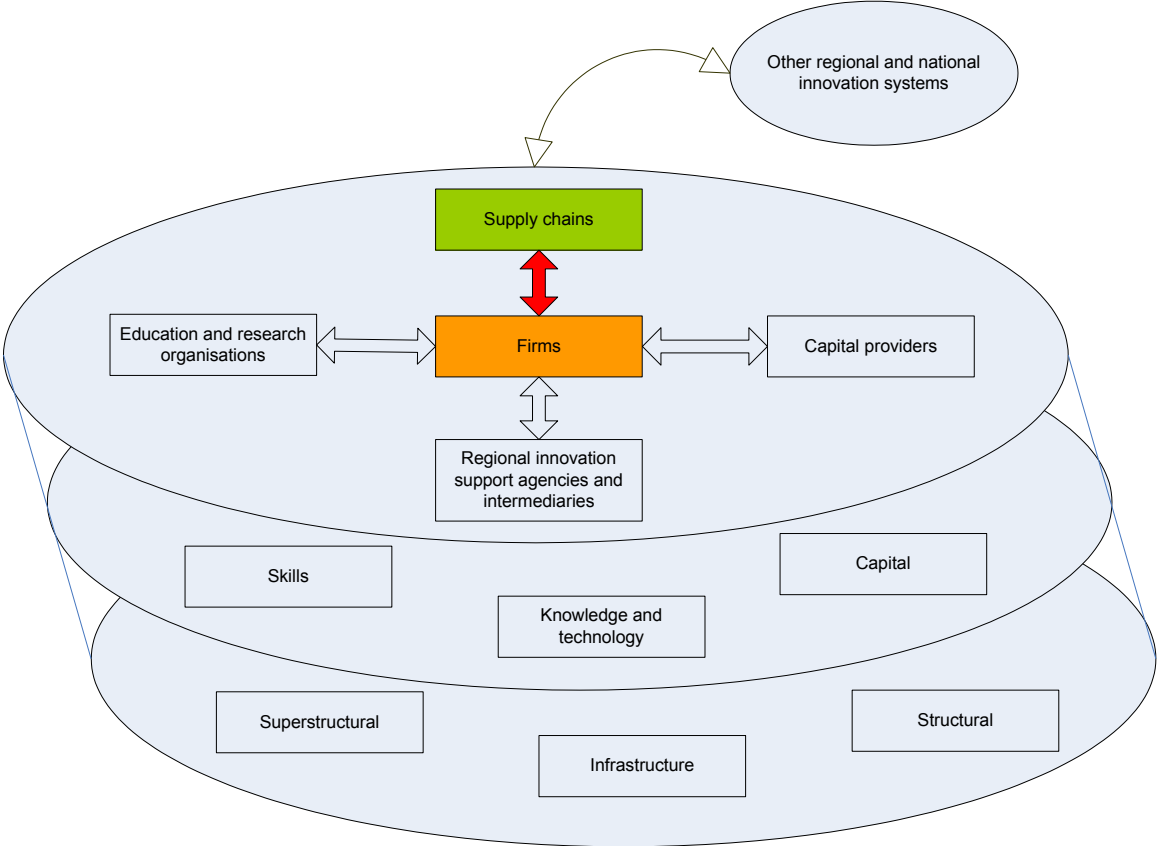 Other regional and national
innovation systems
Supply chains
Education and research
organisations
Firms
Capital providers
Regional innovation
support agencies and
intermediaries
Skills
Capital
Knowledge and
technology
Superstructural
Structural
Infrastructure